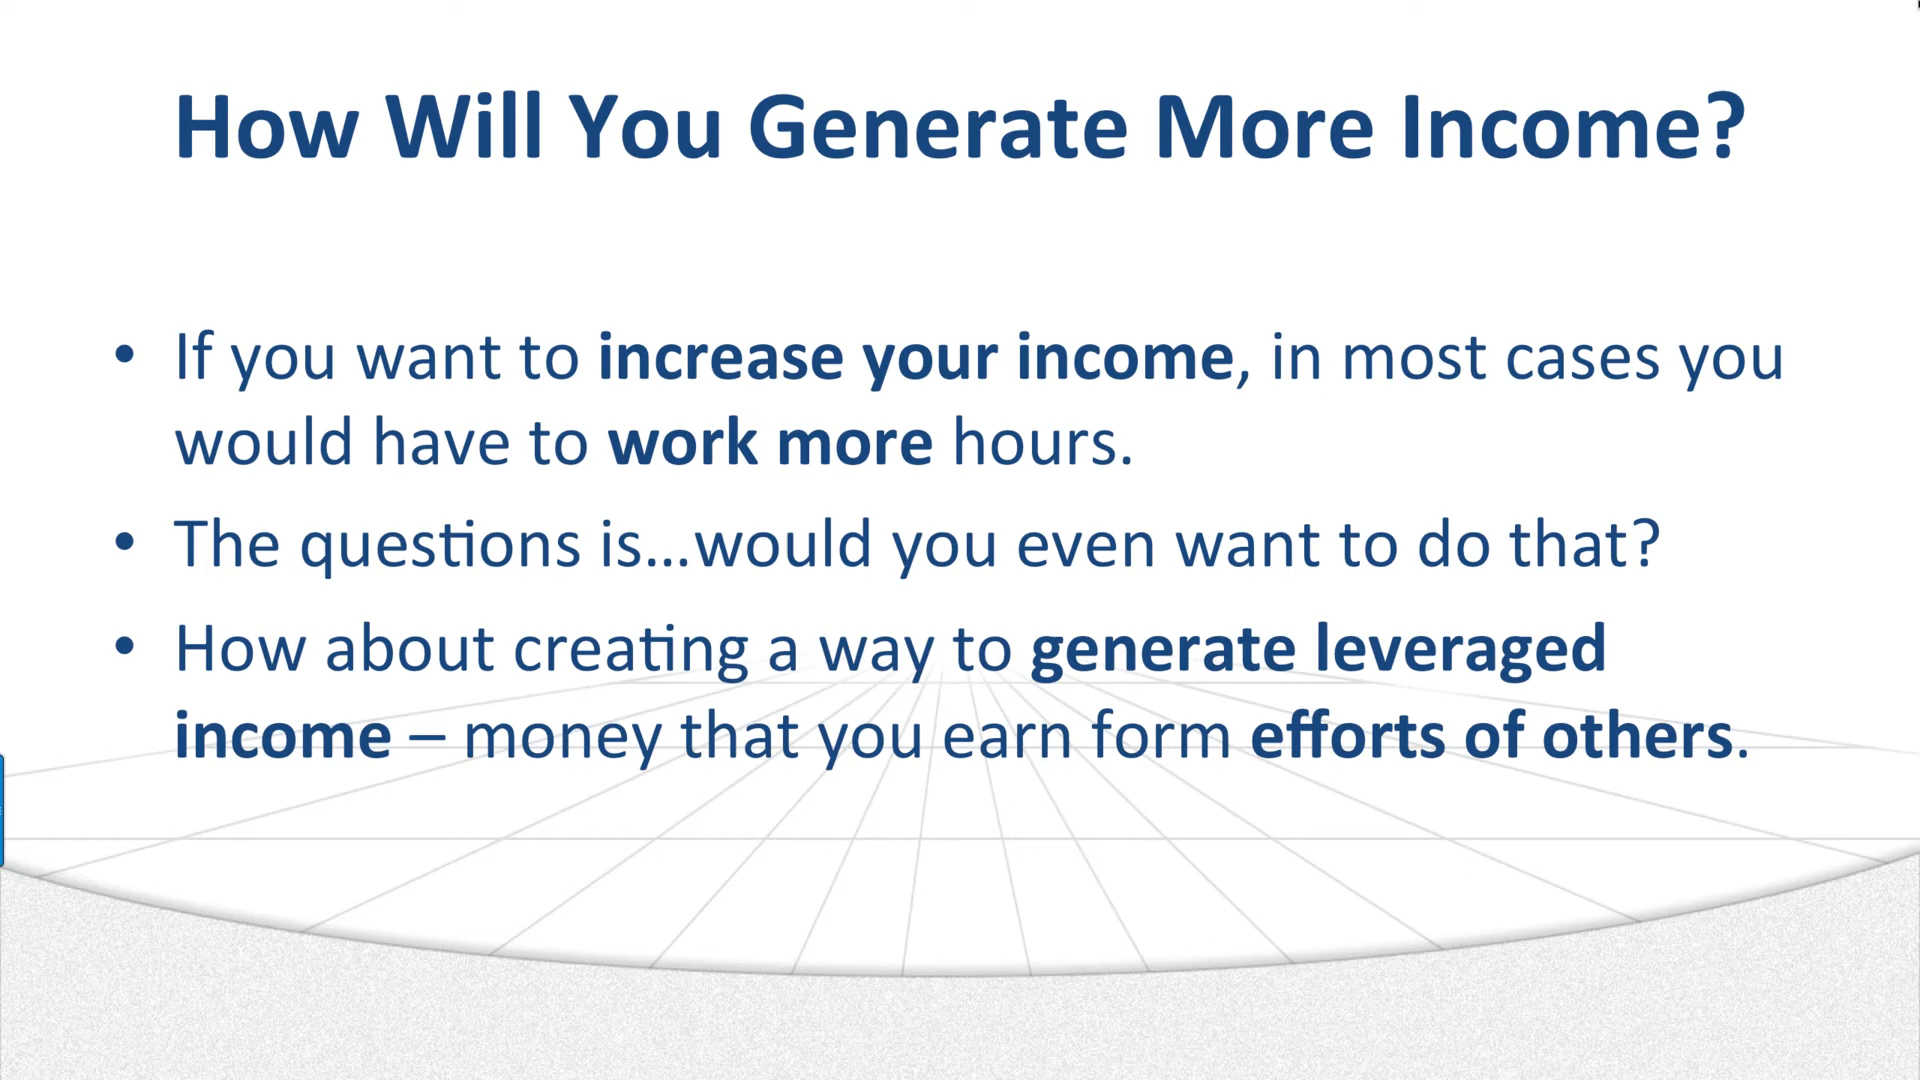 How Will You Generate More Income?
• If you want to increase your income, in most cases you
would have to work more hours.
• The questions is...would you even want to do that?
• How about creating a way to generate leveraged
income – money that you earn form efforts of others.